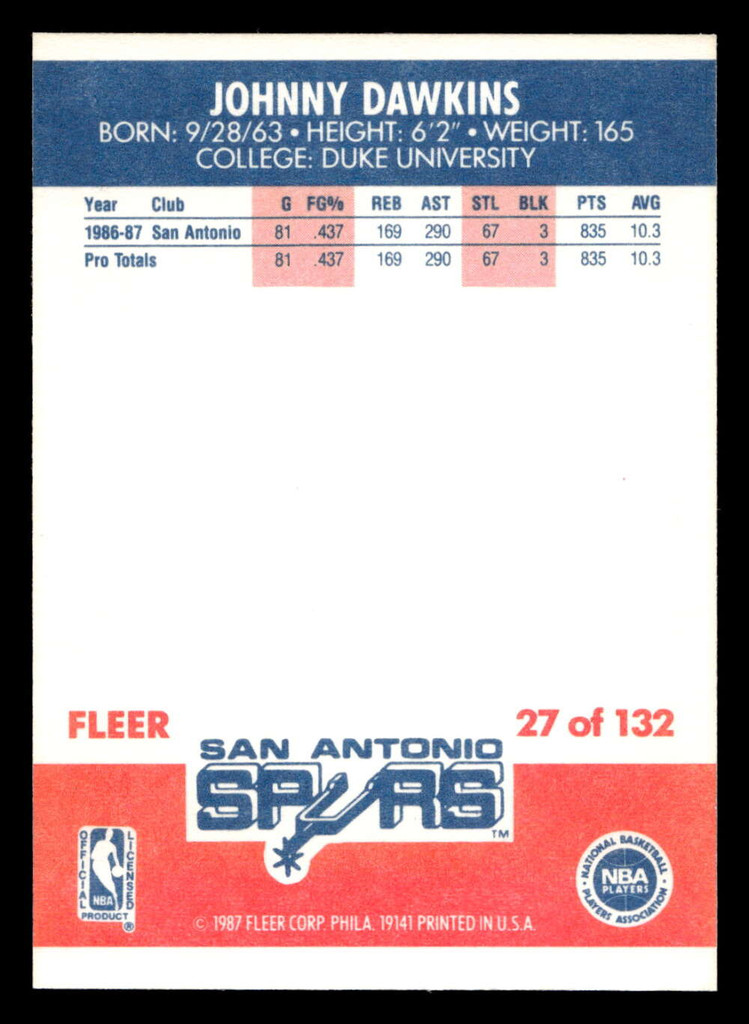 JOHNNY DAWKINS
BORN: 9/28/63 • HEIGHT: 6'2" • WEIGHT: 165
COLLEGE: DUKE UNIVERSITY
Year Club G FG% REB AST STL BLK PTS AVG
1986-87 San Antonio 81 .437 169 290 67 3 835 10.3
Pro Totals 81 .437 169 290 67 3 835 10.3
FLEER 27 of 132
SAN ANTONIO
SPURS
TM
OFFICIAL LICENSED
NBA
PRODUCT ®
• NATIONAL BASKETBALL •
NBA
PLAYERS
PLAYERS ASSOCIATION
© 1987 FLEER CORP. PHILA. 19141 PRINTED IN U.S.A.